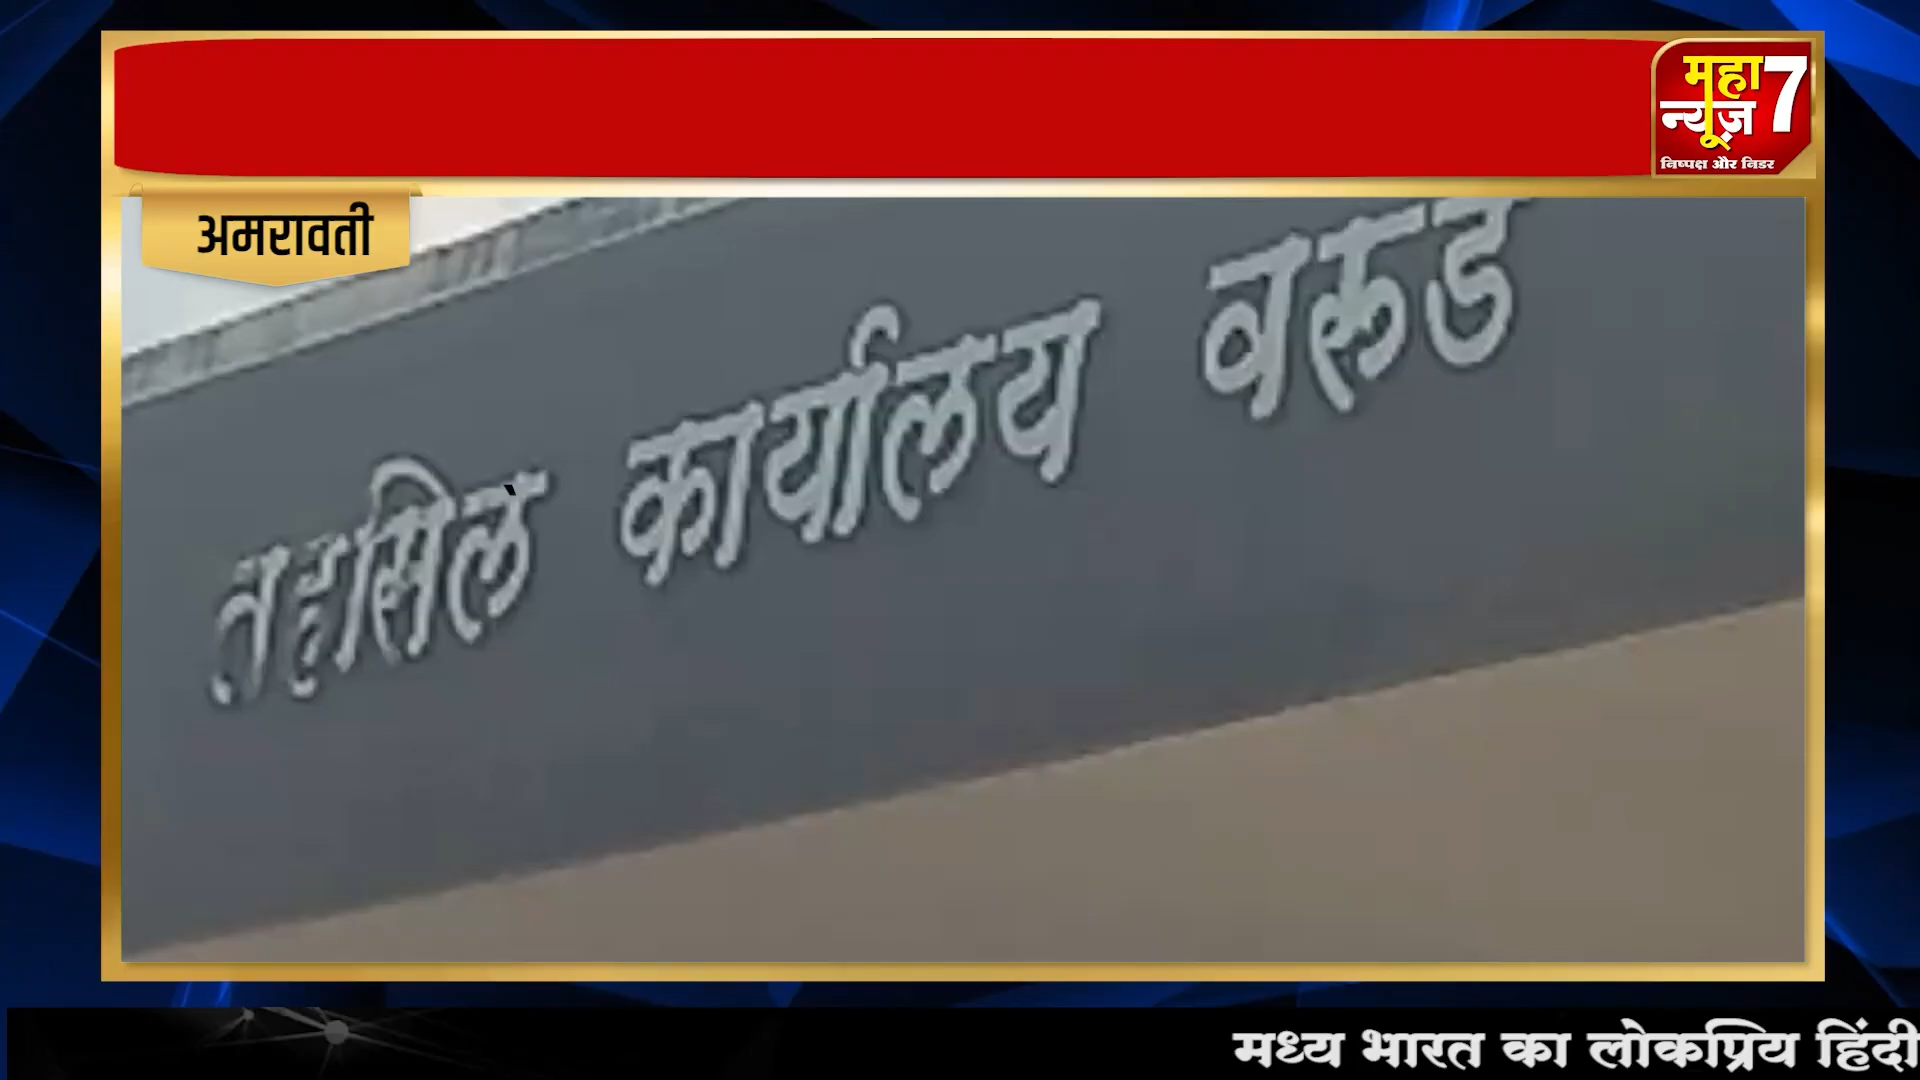 महा
न्यूज़ 7
निष्पक्ष और निडर
अमरावती
तहसिल कार्यालय वरूड
मध्य भारत का लोकप्रिय हिंदी